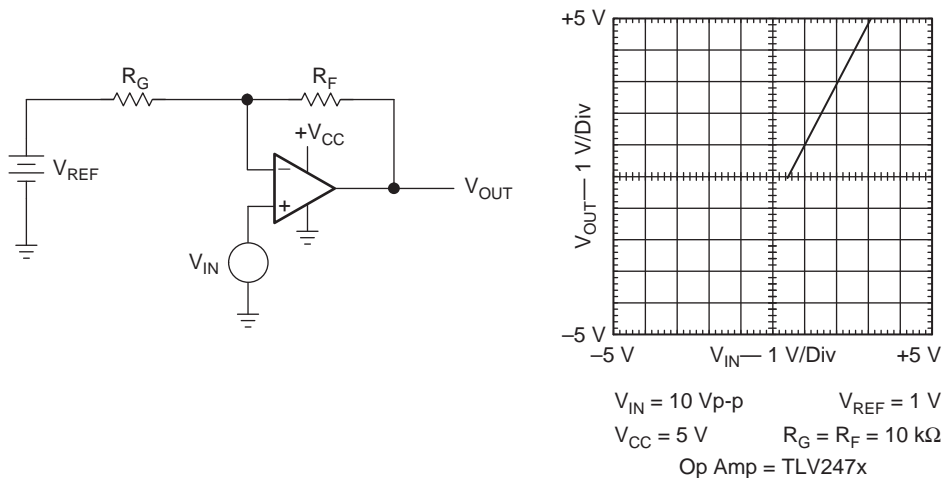 R_G
R_F
+V_CC
V_REF
−
+
V_OUT
V_IN
+5 V
V_OUT— 1 V/Div
–5 V
–5 V
V_IN— 1 V/Div
+5 V
V_IN = 10 Vp-p
V_REF = 1 V
V_CC = 5 V
R_G = R_F = 10 kΩ
Op Amp = TLV247x